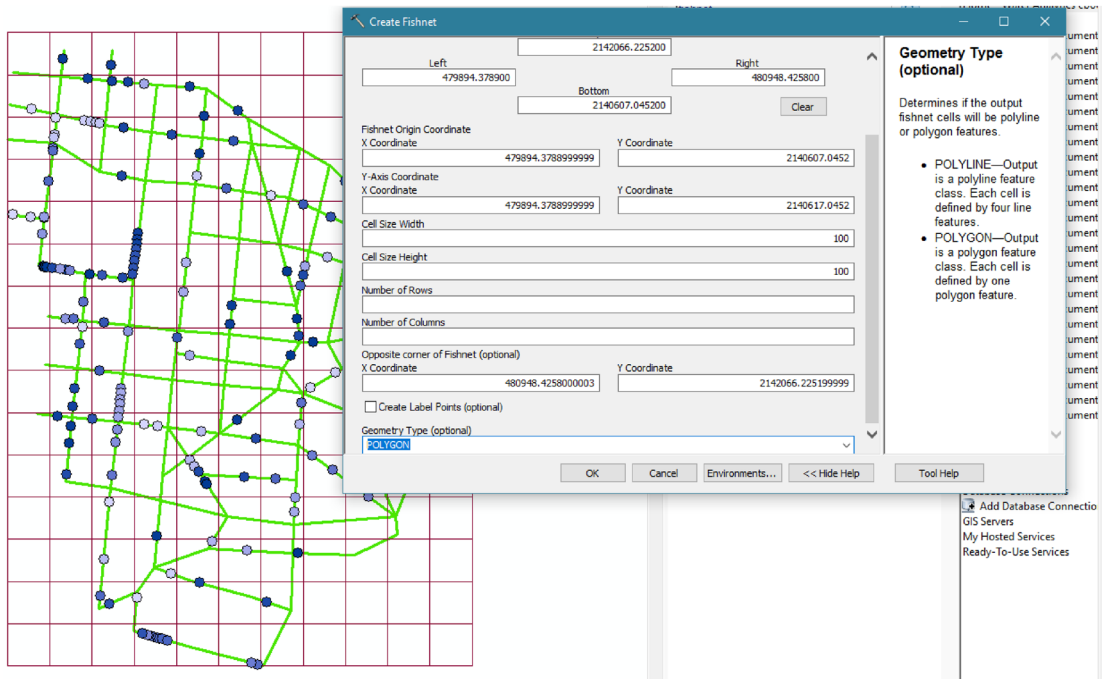 Create Fishnet
2142066.225200
Left
Right
479894.378900
480948.425800
Bottom
2140607.045200
Clear
Fishnet Origin Coordinate
X Coordinate
Y Coordinate
479894.3788999999
2140607.0452
Y-Axis Coordinate
X Coordinate
Y Coordinate
479894.3788999999
2140617.0452
Cell Size Width
100
Cell Size Height
100
Number of Rows
Number of Columns
Opposite corner of Fishnet (optional)
X Coordinate
Y Coordinate
480948.4258000003
2142066.225199999
Create Label Points (optional)
Geometry Type (optional)
POLYGON
OK
Cancel
Environments...
<< Hide Help
Tool Help
Geometry Type
(optional)
Determines if the output
fishnet cells will be polyline
or polygon features.
• POLYLINE—Output
is a polyline feature
class. Each cell is
defined by four line
features.
• POLYGON—Output
is a polygon feature
class. Each cell is
defined by one
polygon feature.
Add Database Connectio
GIS Servers
My Hosted Services
Ready-To-Use Services